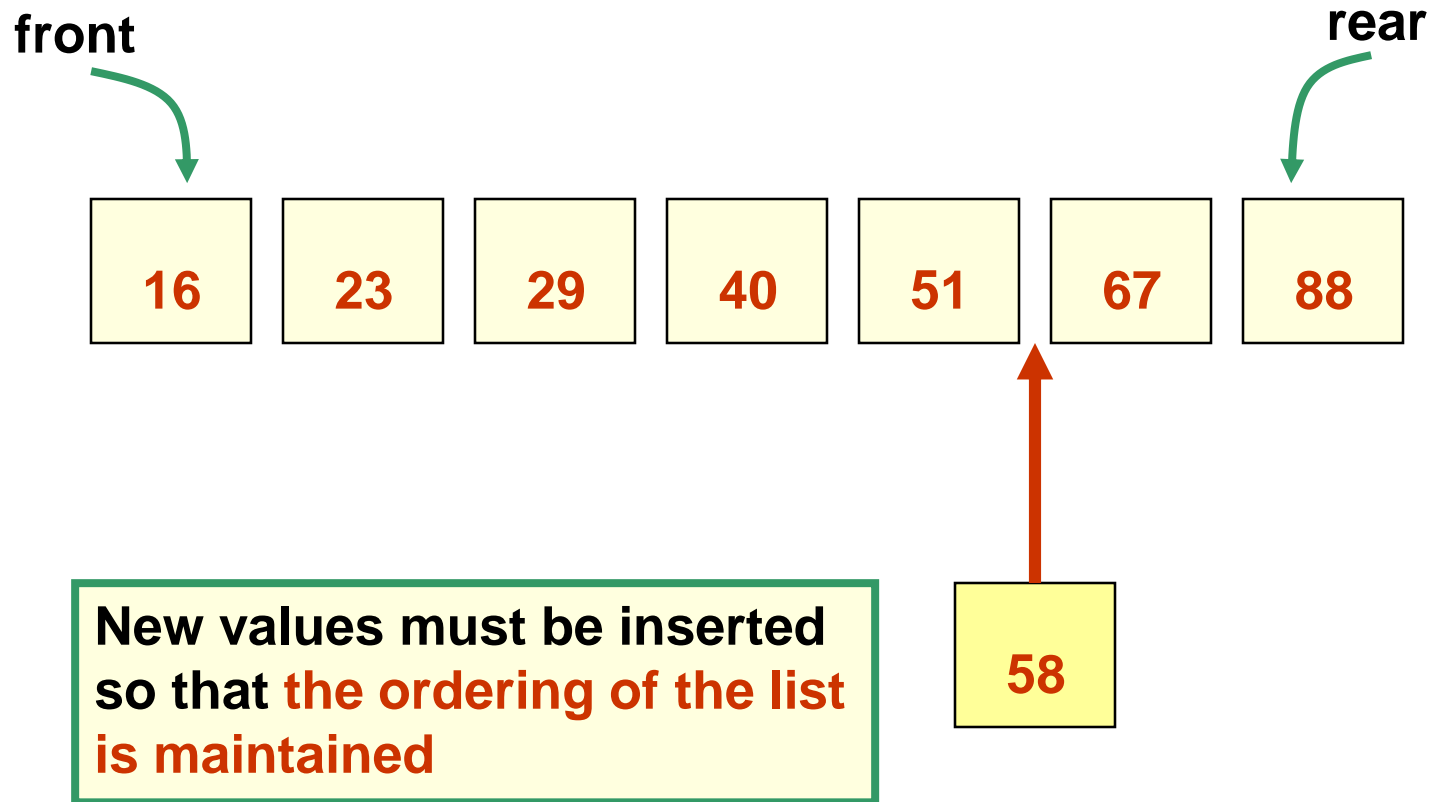 front
rear
16 23 29 40 51 67 88
58
New values must be inserted
so that the ordering of the list
is maintained